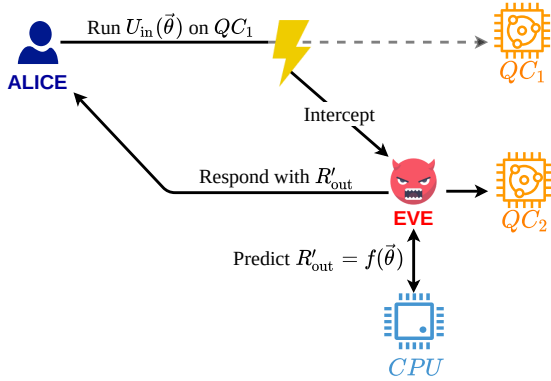 Run $U_{\text{in}}(\vec{\theta})$ on $QC_1$
ALICE
$QC_1$
Intercept
Respond with $R'_{\text{out}}$
EVE
$QC_2$
Predict $R'_{\text{out}} = f(\vec{\theta})$
$CPU$